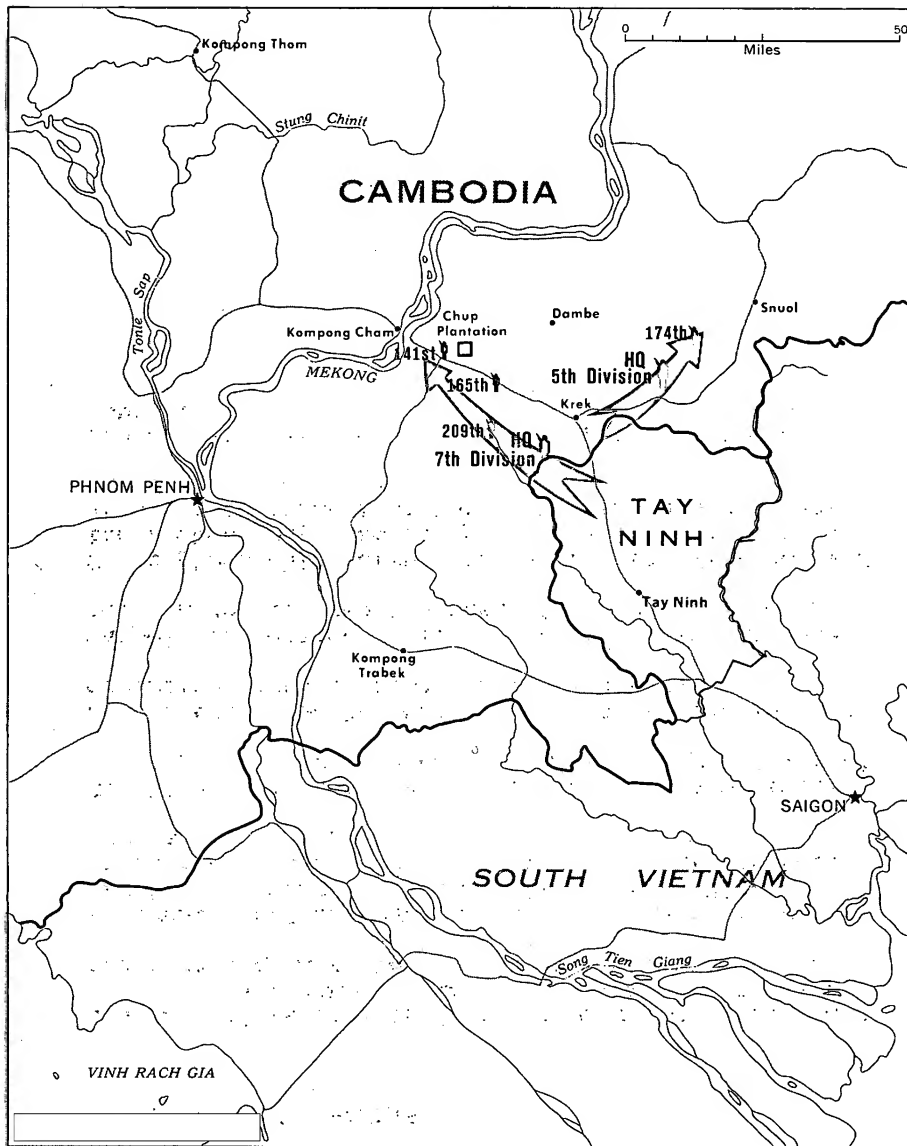 0 50
Miles
Kompong Thom
Stung Chinit
CAMBODIA
Tonle Sap
Snuol
Kompong Cham
Chup
Plantation
Dambe
174th
141st
MEKONG
HQ
5th Division
165th
Krek
209th
HQ
7th Division
PHNOM PENH
TAY
NINH
Tay Ninh
Kompong
Trabek
SAIGON
SOUTH VIETNAM
Song Tien Giang
VINH RACH GIA